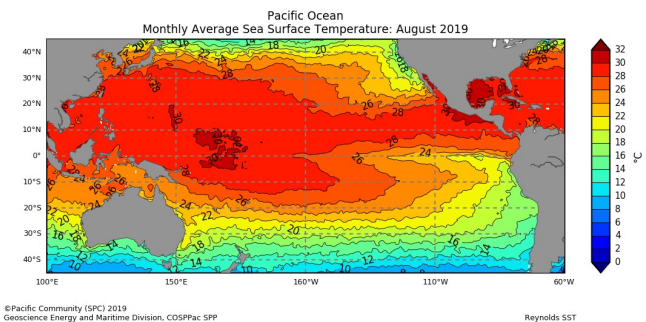 Pacific Ocean
Monthly Average Sea Surface Temperature: August 2019
40°N
30°N
20°N
10°N
0°
10°S
20°S
30°S
40°S
100°E
150°E
160°W
110°W
60°W
32
30
28
26
24
22
20
18
16
14
12
10
8
6
4
2
0
°C
©Pacific Community (SPC) 2019
Geoscience Energy and Maritime Division, COSPPac SPP
Reynolds SST